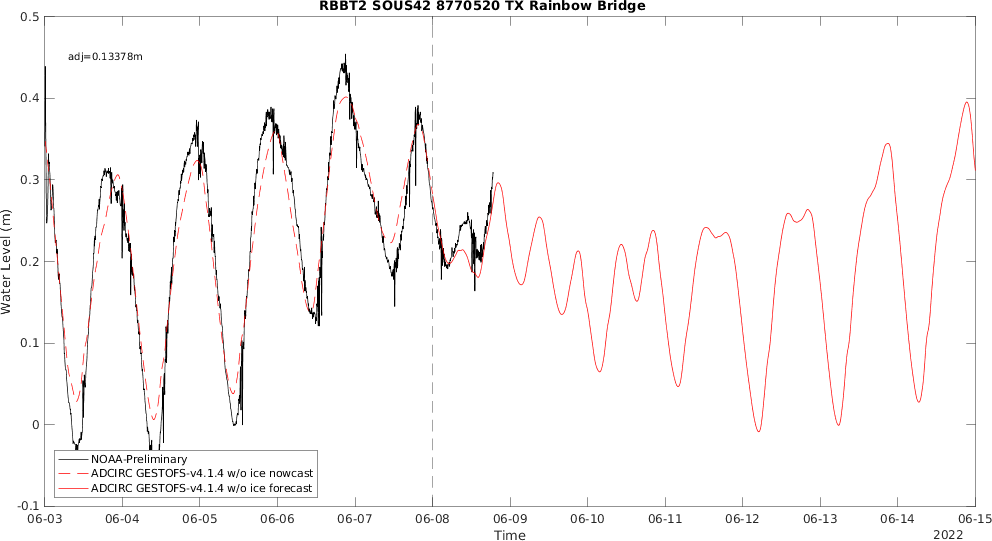 RBBT2 SOUS42 8770520 TX Rainbow Bridge
adj=0.13378m
Water Level (m)
0.5
0.4
0.3
0.2
0.1
0
-0.1
NOAA-Preliminary
ADCIRC GESTOFS-v4.1.4 w/o ice nowcast
ADCIRC GESTOFS-v4.1.4 w/o ice forecast
06-03 06-04 06-05 06-06 06-07 06-08 06-09 06-10 06-11 06-12 06-13 06-14 06-15
Time
2022